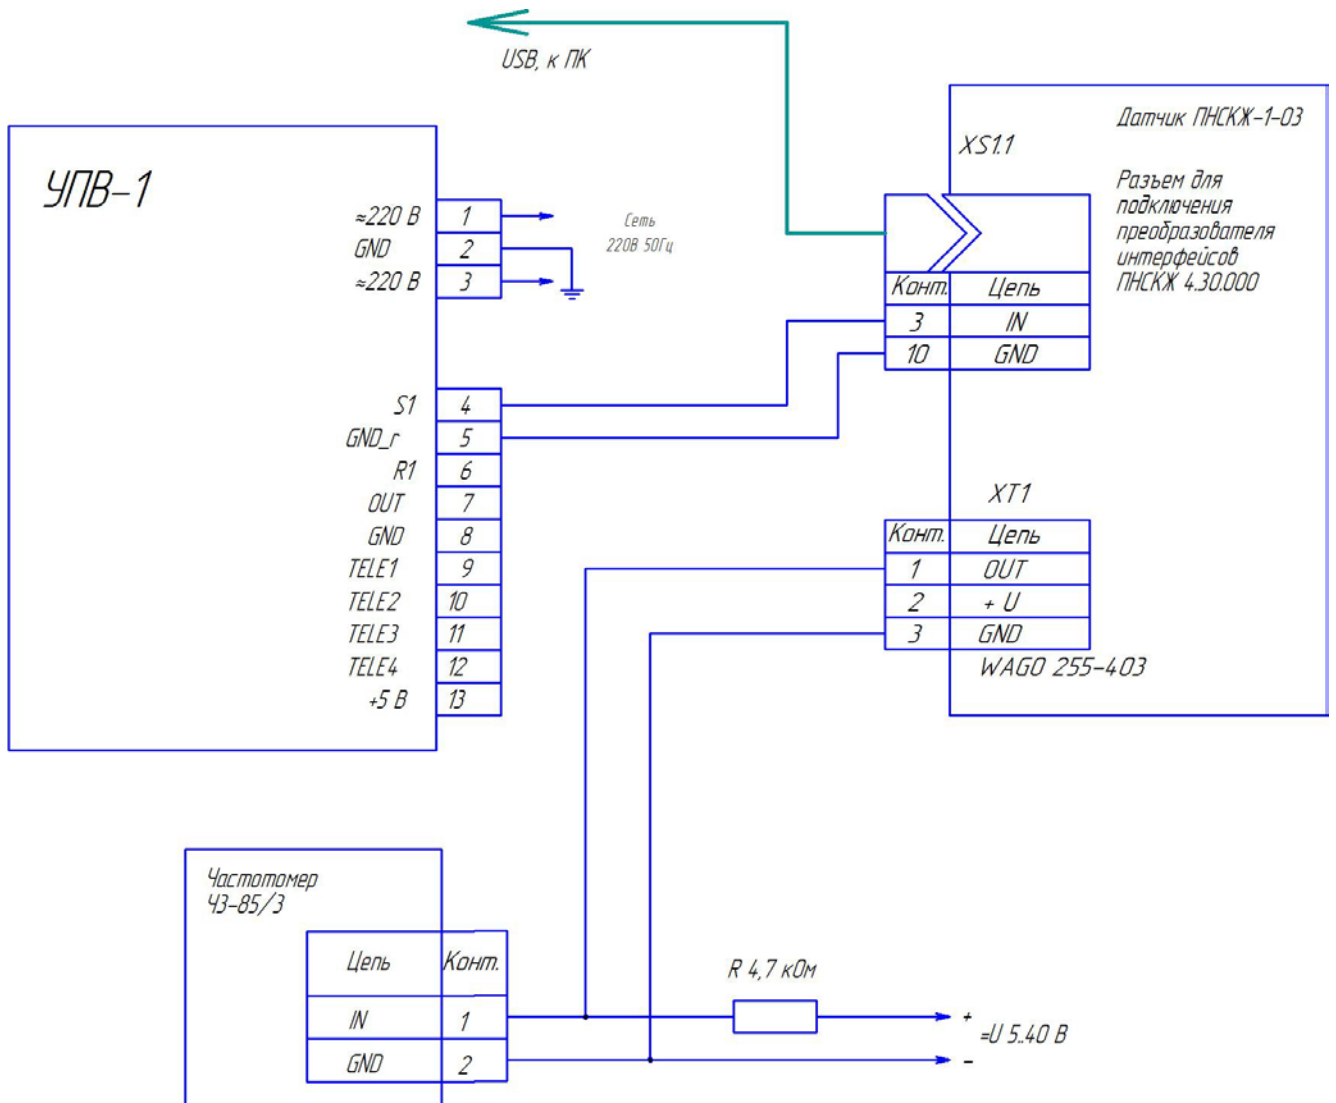 USB, к ПК
УПВ-1
≈220 В 1
GND 2
≈220 В 3
Сеть
220В 50Гц
S1 4
GND_r 5
R1 6
OUT 7
GND 8
TELE1 9
TELE2 10
TELE3 11
TELE4 12
+5 В 13
Датчик ПНСКЖ-1-03
XS1.1
Разъем для
подключения
преобразователя
интерфейсов
ПНСКЖ 4.30.000
Конт. Цепь
3 IN
10 GND
XT1
Конт. Цепь
1 OUT
2 + U
3 GND
WAGO 255-403
Частотомер
ЧЗ-85/3
Цепь Конт.
IN 1
GND 2
R 4,7 кОм
+
=U 5..40 В
-